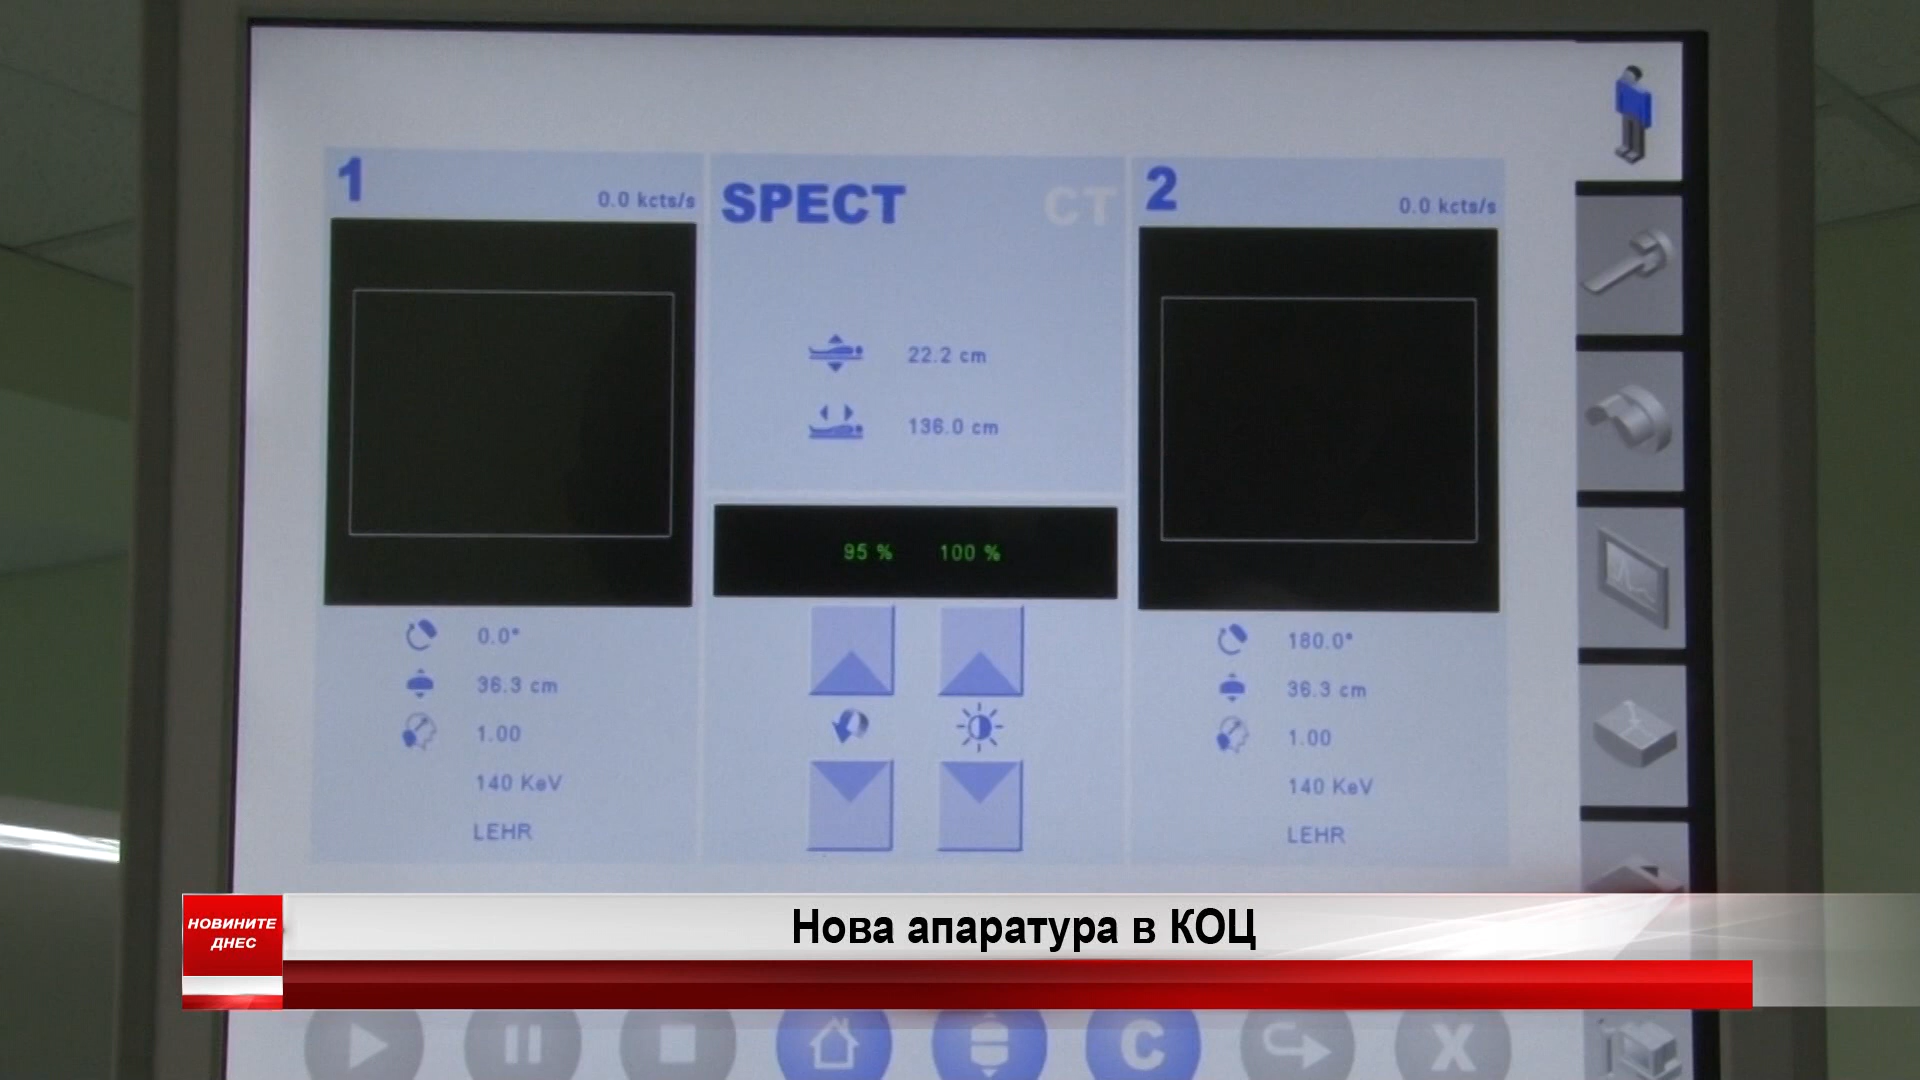 1
0.0 kcts/s
SPECT
CT
2
0.0 kcts/s
22.2 cm
136.0 cm
95 %
100 %
0.0°
36.3 cm
1.00
140 KeV
LEHR
180.0°
36.3 cm
1.00
140 KeV
LEHR
НОВИНИТЕ
ДНЕС
Нова апаратура в КОЦ
C
X